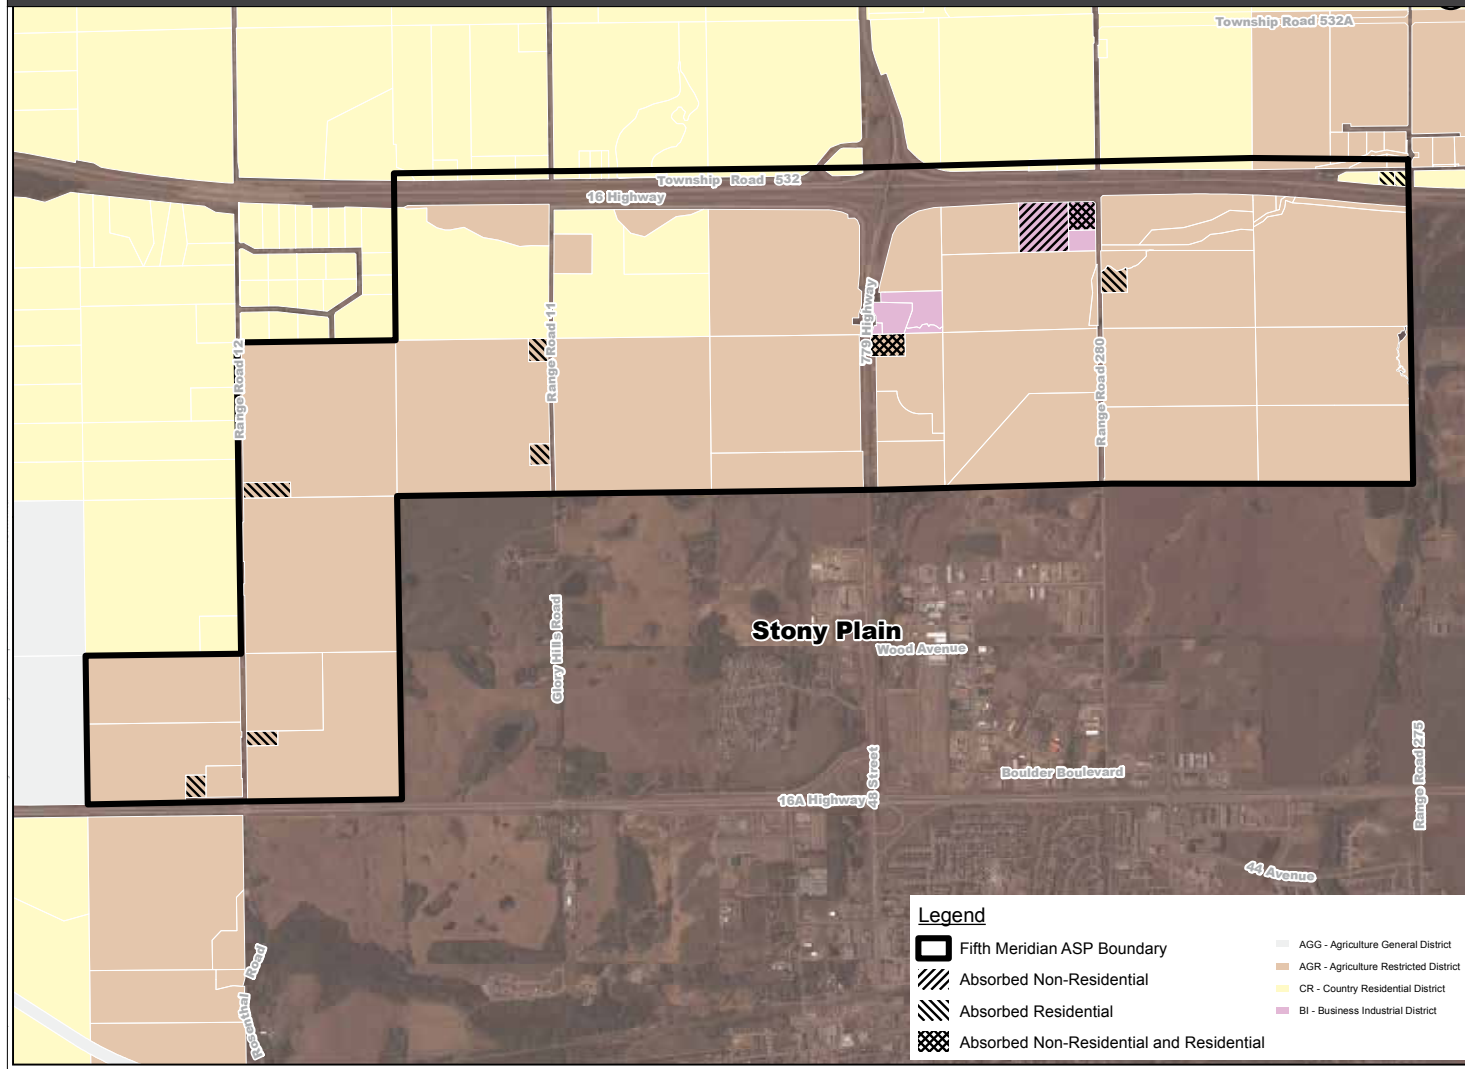 Township Road 532A
Township Road 532
16 Highway
Range Road 12
Range Road 11
779 Highway
Range Road 280
Stony Plain
Wood Avenue
Glory Hills Road
48 Street
Boulder Boulevard
16A Highway
Range Road 275
44 Avenue
Rosenthal Road
Legend
Fifth Meridian ASP Boundary
Absorbed Non-Residential
Absorbed Residential
Absorbed Non-Residential and Residential
AGG - Agriculture General District
AGR - Agriculture Restricted District
CR - Country Residential District
BI - Business Industrial District